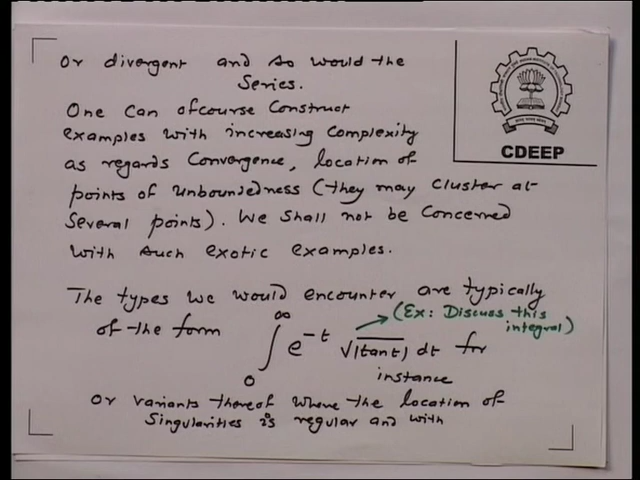 Or divergent and so would the
Series.
One can ofcourse construct
examples with increasing complexity
as regards convergence, location of
points of unboundedness (they may cluster at
several points). We shall not be concerned
with such exotic examples.
CDEEP
The types we would encounter are typically
of the form ∫₀^∞ e^{-t} √|tant| dt for
instance
(Ex: Discuss this
integral)
Or variants thereof where the location of
singularities is regular and with